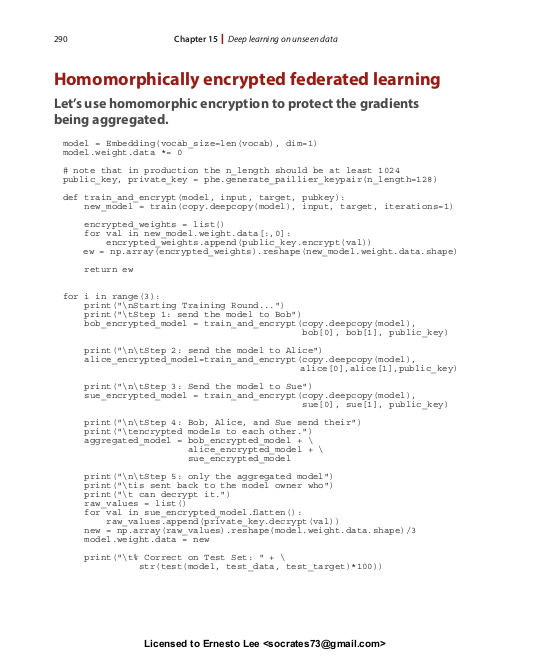 290
Chapter 15 | Deep learning on unseen data
Homomorphically encrypted federated learning
Let's use homomorphic encryption to protect the gradients
being aggregated.
model = Embedding(vocab_size=len(vocab), dim=1)
model.weight.data *= 0
# note that in production the n_length should be at least 1024
public_key, private_key = phe.generate_paillier_keypair(n_length=128)
def train_and_encrypt(model, input, target, pubkey):
    new_model = train(copy.deepcopy(model), input, target, iterations=1)
    encrypted_weights = list()
    for val in new_model.weight.data[:,0]:
        encrypted_weights.append(public_key.encrypt(val))
    ew = np.array(encrypted_weights).reshape(new_model.weight.data.shape)
    return ew
for i in range(3):
    print("\nStarting Training Round...")
    print("\tStep 1: send the model to Bob")
    bob_encrypted_model = train_and_encrypt(copy.deepcopy(model),
                                            bob[0], bob[1], public_key)
    print("\n\tStep 2: send the model to Alice")
    alice_encrypted_model=train_and_encrypt(copy.deepcopy(model),
                                            alice[0],alice[1],public_key)
    print("\n\tStep 3: Send the model to Sue")
    sue_encrypted_model = train_and_encrypt(copy.deepcopy(model),
                                            sue[0], sue[1], public_key)
    print("\n\tStep 4: Bob, Alice, and Sue send their")
    print("\tencrypted models to each other.")
    aggregated_model = bob_encrypted_model + \
                       alice_encrypted_model + \
                       sue_encrypted_model
    print("\n\tStep 5: only the aggregated model")
    print("\tis sent back to the model owner who")
    print("\t can decrypt it.")
    raw_values = list()
    for val in sue_encrypted_model.flatten():
        raw_values.append(private_key.decrypt(val))
    new = np.array(raw_values).reshape(model.weight.data.shape)/3
    model.weight.data = new
    print("\t% Correct on Test Set: " + \
              str(test(model, test_data, test_target)*100))
Licensed to Ernesto Lee <socrates73@gmail.com>